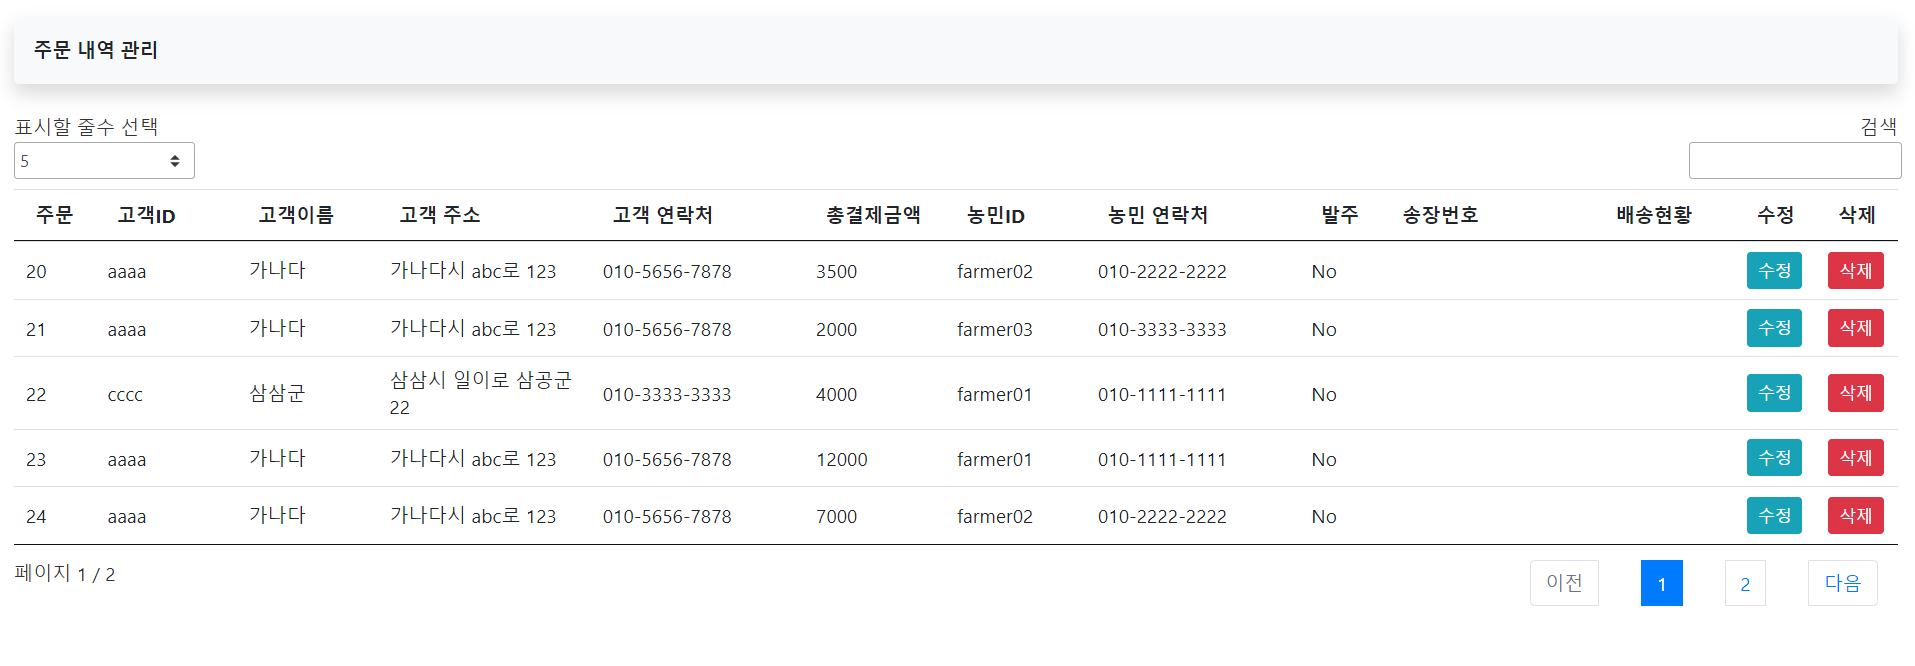 주문 내역 관리
표시할 줄수 선택 검색
5
주문 고객ID 고객이름 고객 주소 고객 연락처 총결제금액 농민ID 농민 연락처 발주 송장번호 배송현황 수정 삭제
20 aaaa 가나다 가나다시 abc로 123 010-5656-7878 3500 farmer02 010-2222-2222 No 수정 삭제
21 aaaa 가나다 가나다시 abc로 123 010-5656-7878 2000 farmer03 010-3333-3333 No 수정 삭제
22 cccc 삼삼군 삼삼시 일이로 삼공군 22 010-3333-3333 4000 farmer01 010-1111-1111 No 수정 삭제
23 aaaa 가나다 가나다시 abc로 123 010-5656-7878 12000 farmer01 010-1111-1111 No 수정 삭제
24 aaaa 가나다 가나다시 abc로 123 010-5656-7878 7000 farmer02 010-2222-2222 No 수정 삭제
페이지 1 / 2 이전 1 2 다음